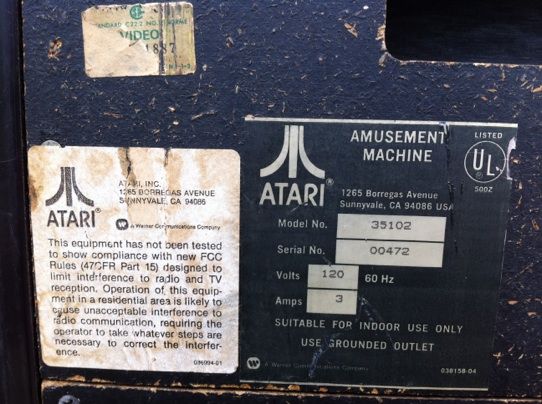 VIDEO
1887
ATARI
ATARI, INC.
1265 BORREGAS AVENUE
SUNNYVALE, CA 94086
A Warner Communications Company
This equipment has not been tested
to show compliance with new FCC
Rules (47CFR Part 15) designed to
limit interference to radio and TV
reception. Operation of this equip-
ment in a residential area is likely to
cause unacceptable interference to
radio communication, requiring the
operator to take whatever steps are
necessary to correct the interfer-
ence.
036994-01
ATARI®
AMUSEMENT
MACHINE
LISTED
UL
®
500Z
1265 Borregas Avenue
Sunnyvale, CA 94086 USA
Model No. 35102
Serial No. 00472
Volts 120 60 Hz
Amps 3
SUITABLE FOR INDOOR USE ONLY
USE GROUNDED OUTLET
A Warner Communications Company
038158-04